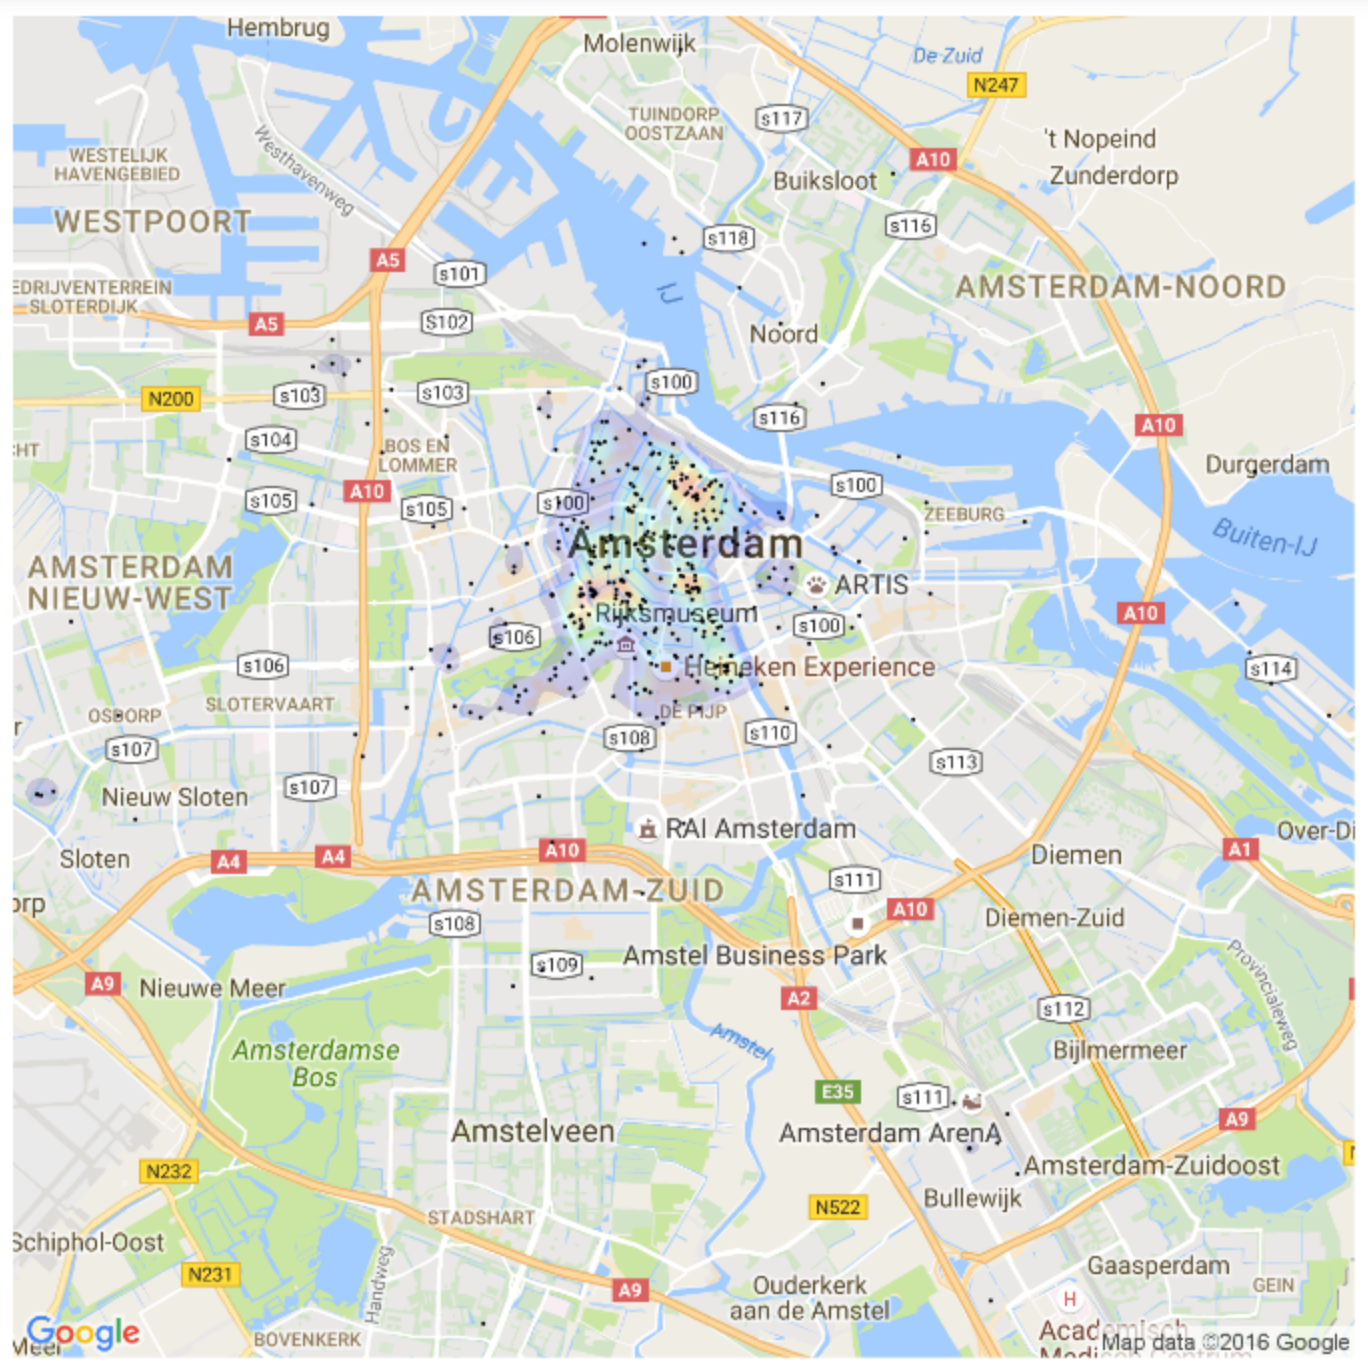 Hembrug
Molenwijk
De Zuid
N247
TUINDORP
OOSTZAAN
s117
't Nopeind
Zunderdorp
A10
WESTELIJK
HAVENGEBIED
Westhavenweg
Buiksloot
WESTPOORT
s118
s116
A5
s101
AMSTERDAM-NOORD
EDRIJVENTERREIN
SLOTERDIJK
IJ
A5
S102
Noord
N200
s103
s103
s100
s116
A10
s104
CHT
BOS EN
LOMMER
Durgerdam
A10
s105
s105
s100
s100
ZEEBURG
Buiten-IJ
Amsterdam
AMSTERDAM
NIEUW-WEST
ARTIS
A10
Rijksmuseum
s100
s106
s106
Heineken Experience
s114
SLOTERVAART
OSDORP
DE PIJP
r
s107
s108
s110
s113
s107
Nieuw Sloten
RAI Amsterdam
Over-Di
Sloten
A4
A4
A10
Diemen
A1
AMSTERDAM-ZUID
s111
orp
s108
A10
Diemen-Zuid
Amstel Business Park
s109
Provincialeweg
A9
Nieuwe Meer
A2
s112
Amstel
Amsterdamse
Bos
Bijlmermeer
E35
s111
A9
Amstelveen
Amsterdam ArenA
N232
Amsterdam-Zuidoost
N522
Bullewijk
STADSHART
Schiphol-Oost
N231
Handweg
Gaasperdam
GEIN
A9
Ouderkerk
aan de Amstel
H
Google
Meer
BOVENKERK
Academisch
Medisch Centrum
Map data ©2016 Google